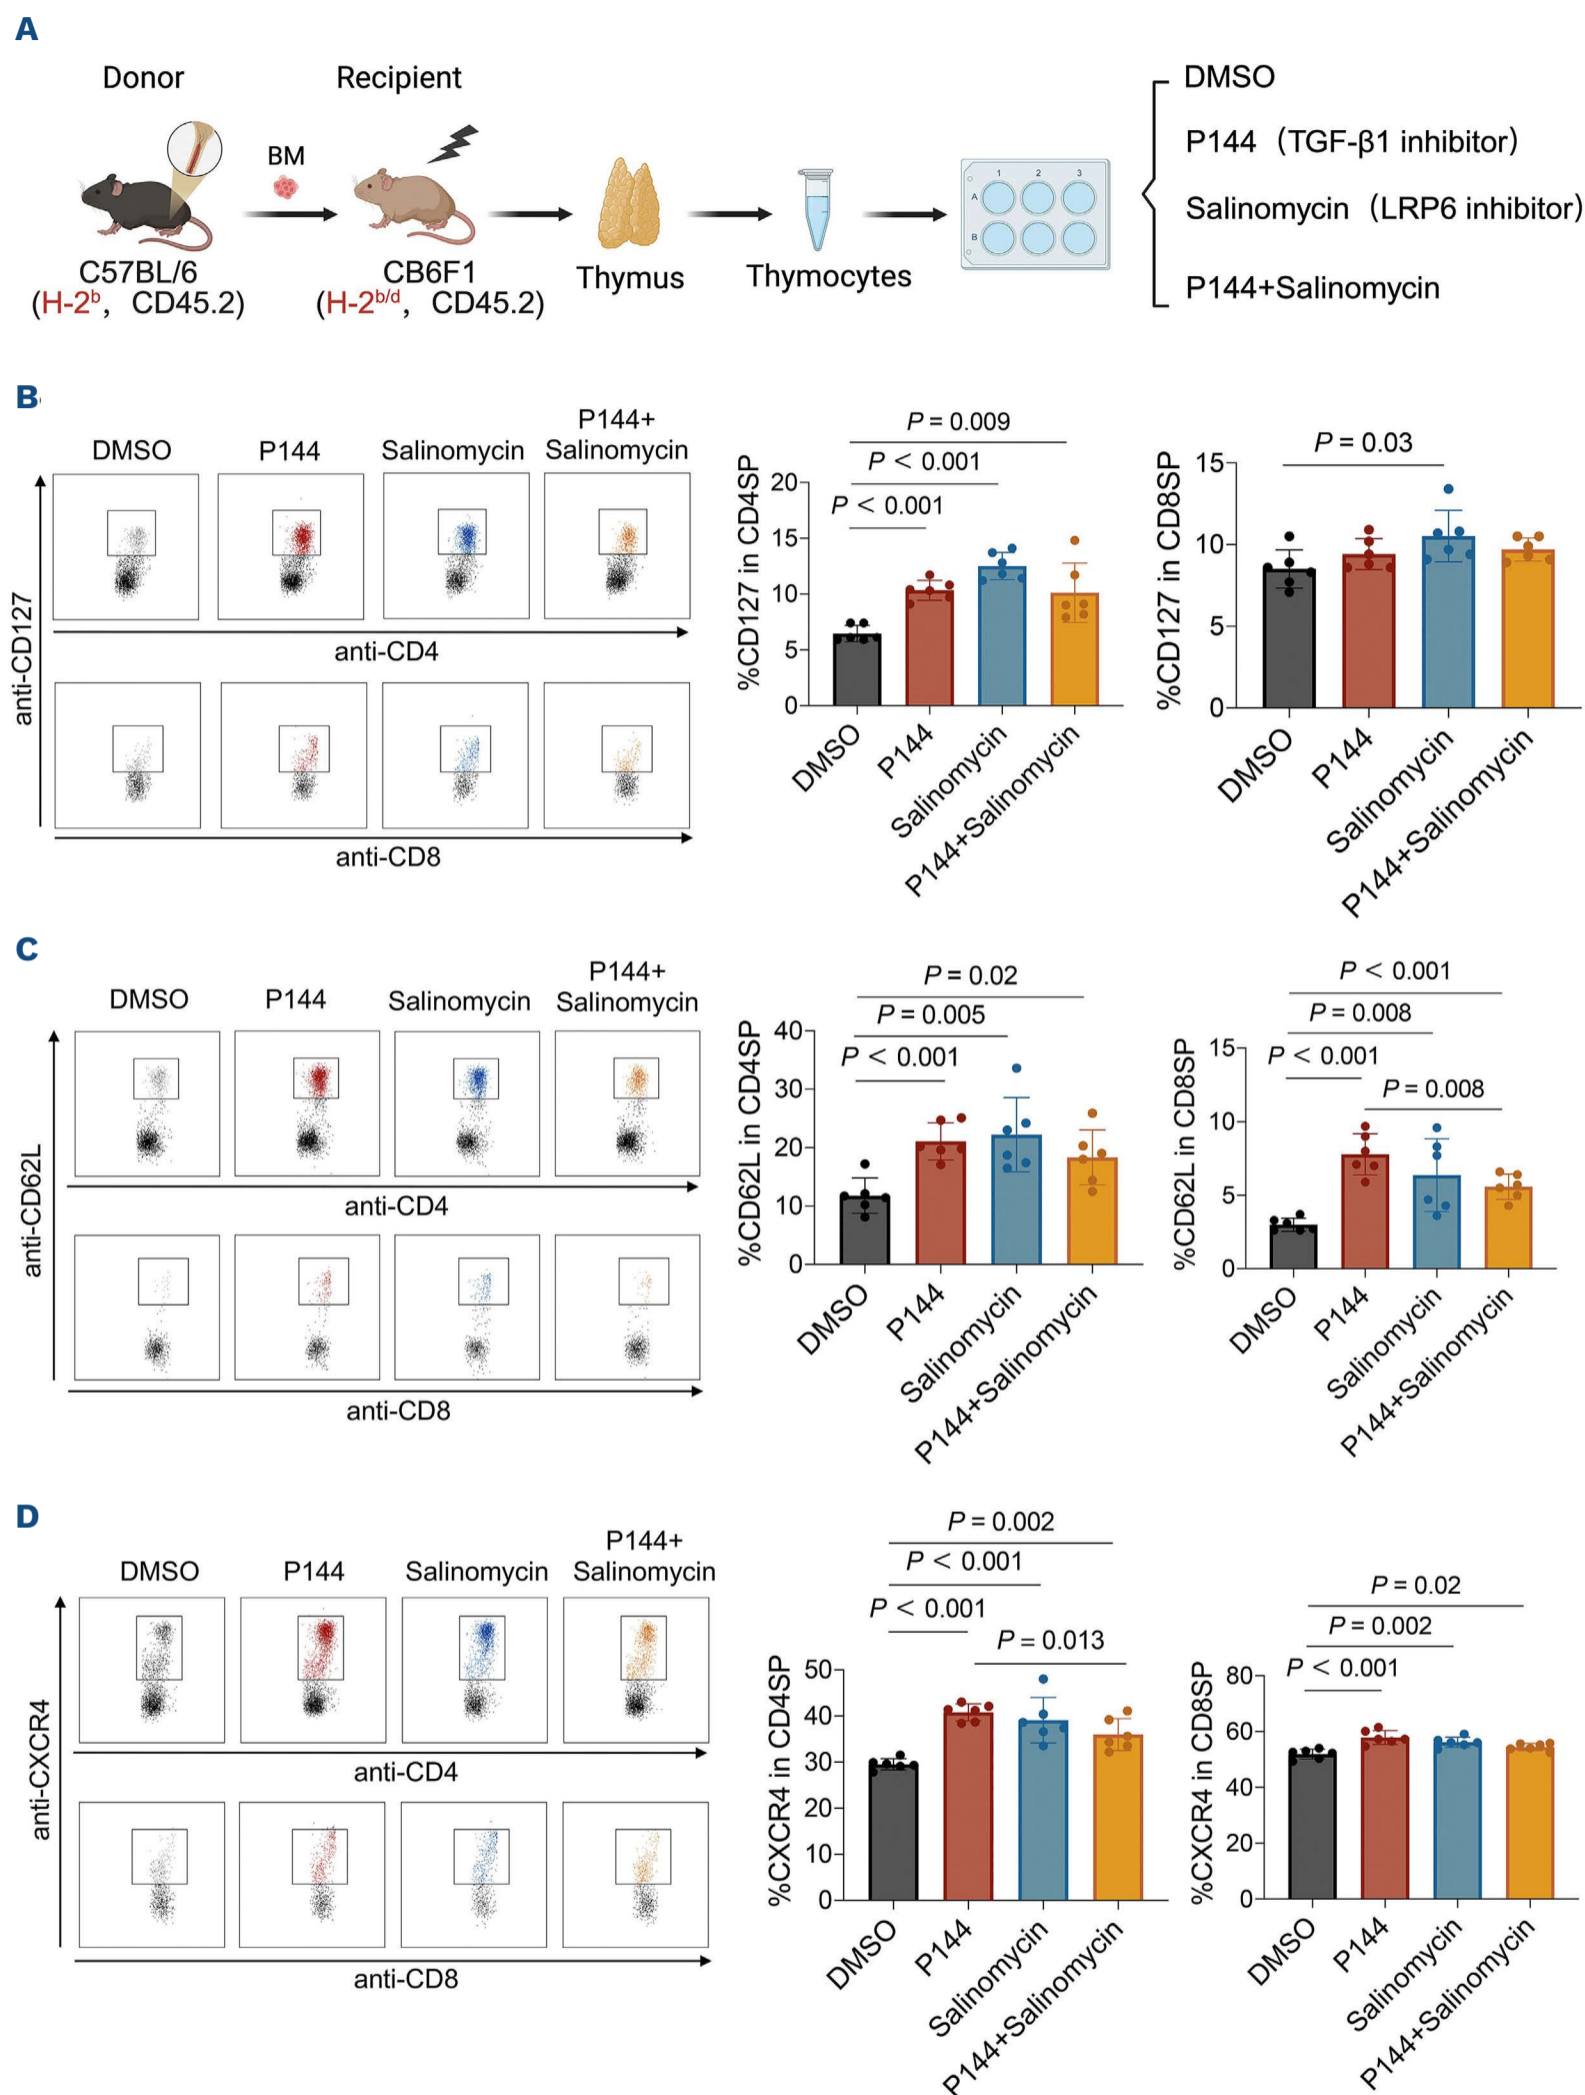 A
Donor
Recipient
BM
C57BL/6
(H-2b, CD45.2)
CB6F1
(H-2b/d, CD45.2)
Thymus
Thymocytes
1 2 3
A
B
DMSO
P144 (TGF-β1 inhibitor)
Salinomycin (LRP6 inhibitor)
P144+Salinomycin
B
DMSO
P144
Salinomycin
P144+
Salinomycin
anti-CD127
anti-CD4
anti-CD8
P = 0.009
P < 0.001
P < 0.001
%CD127 in CD4SP
20
15
10
5
0
DMSO
P144
Salinomycin
P144+Salinomycin
P = 0.03
%CD127 in CD8SP
15
10
5
0
DMSO
P144
Salinomycin
P144+Salinomycin
C
DMSO
P144
Salinomycin
P144+
Salinomycin
anti-CD62L
anti-CD4
anti-CD8
P = 0.02
P = 0.005
P < 0.001
%CD62L in CD4SP
40
30
20
10
0
DMSO
P144
Salinomycin
P144+Salinomycin
P < 0.001
P = 0.008
P < 0.001
P = 0.008
%CD62L in CD8SP
15
10
5
0
DMSO
P144
Salinomycin
P144+Salinomycin
D
DMSO
P144
Salinomycin
P144+
Salinomycin
anti-CXCR4
anti-CD4
anti-CD8
P = 0.002
P < 0.001
P < 0.001
P = 0.013
%CXCR4 in CD4SP
50
40
30
20
10
0
DMSO
P144
Salinomycin
P144+Salinomycin
P = 0.02
P = 0.002
P < 0.001
%CXCR4 in CD8SP
80
60
40
20
0
DMSO
P144
Salinomycin
P144+Salinomycin